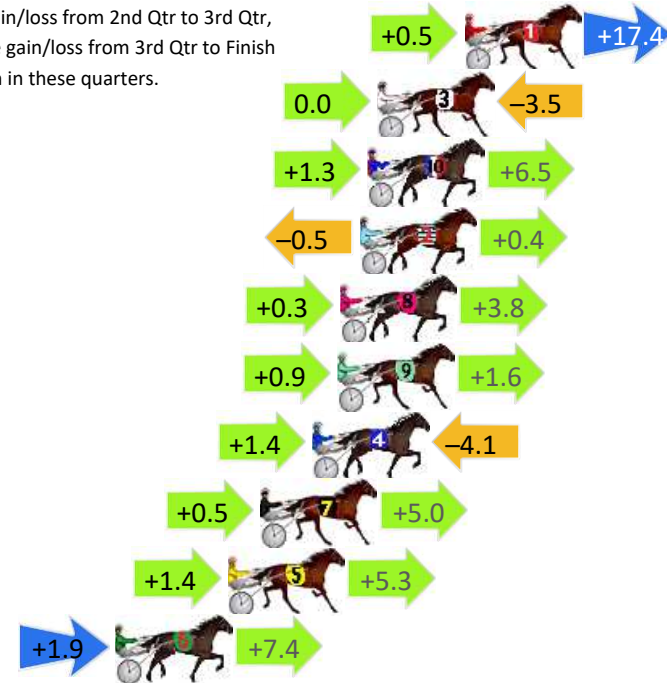 in/loss from 2nd Qtr to 3rd Qtr,
gain/loss from 3rd Qtr to Finish
in these quarters.
+0.5 1 +17.4
0.0 3 –3.5
+1.3 10 +6.5
–0.5 2 +0.4
+0.3 8 +3.8
+0.9 9 +1.6
+1.4 4 –4.1
+0.5 7 +5.0
+1.4 5 +5.3
+1.9 6 +7.4